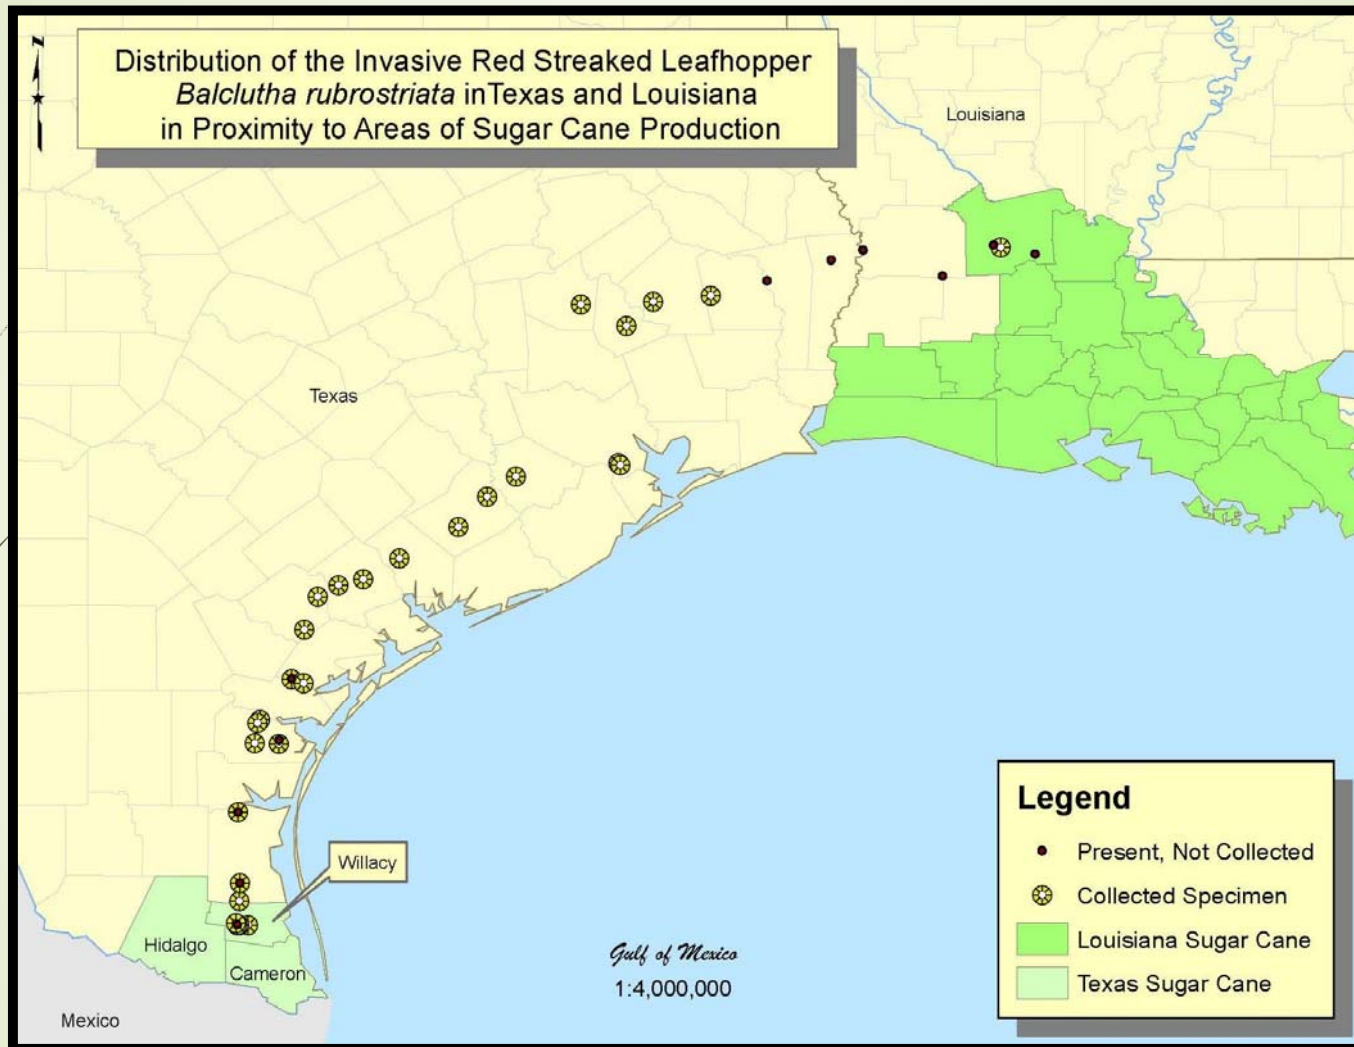 N
Distribution of the Invasive Red Streaked Leafhopper
Balclutha rubrostriata inTexas and Louisiana
in Proximity to Areas of Sugar Cane Production
Louisiana
Texas
Willacy
Hidalgo
Cameron
Mexico
Gulf of Mexico
1:4,000,000
Legend
Present, Not Collected
Collected Specimen
Louisiana Sugar Cane
Texas Sugar Cane